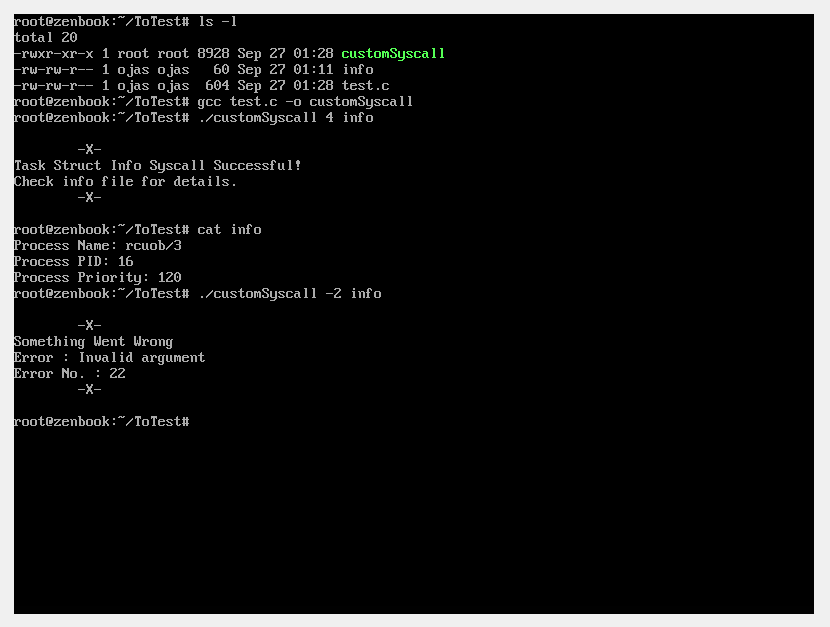 root@zenbook:~/ToTest# ls -l
total 20
-rwxr-xr-x 1 root root 8928 Sep 27 01:28 customSyscall
-rw-rw-r-- 1 ojas ojas   60 Sep 27 01:11 info
-rw-rw-r-- 1 ojas ojas  604 Sep 27 01:28 test.c
root@zenbook:~/ToTest# gcc test.c -o customSyscall
root@zenbook:~/ToTest# ./customSyscall 4 info
        -X-
Task Struct Info Syscall Successful!
Check info file for details.
        -X-
root@zenbook:~/ToTest# cat info
Process Name: rcuob/3
Process PID: 16
Process Priority: 120
root@zenbook:~/ToTest# ./customSyscall -2 info
        -X-
Something Went Wrong
Error : Invalid argument
Error No. : 22
        -X-
root@zenbook:~/ToTest#